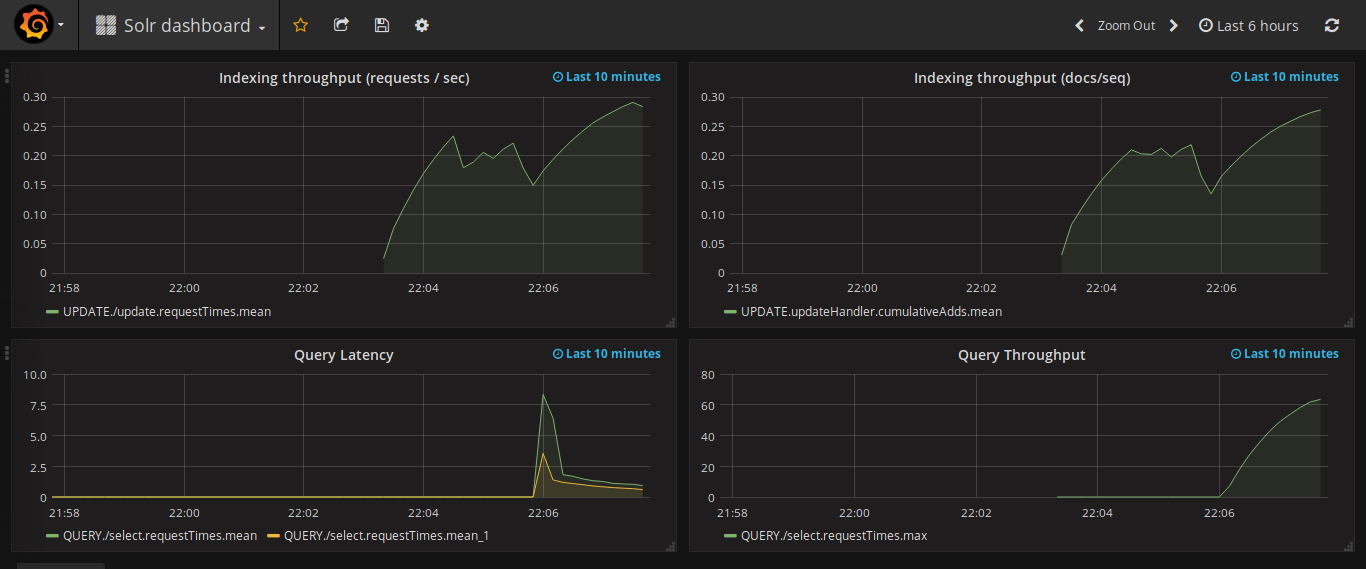 Solr dashboard
Zoom Out
Last 6 hours
Indexing throughput (requests / sec)
Last 10 minutes
0.30
0.25
0.20
0.15
0.10
0.05
0
21:58 22:00 22:02 22:04 22:06
UPDATE./update.requestTimes.mean
Indexing throughput (docs/seq)
Last 10 minutes
0.30
0.25
0.20
0.15
0.10
0.05
0
21:58 22:00 22:02 22:04 22:06
UPDATE.updateHandler.cumulativeAdds.mean
Query Latency
Last 10 minutes
10.0
7.5
5.0
2.5
0
21:58 22:00 22:02 22:04 22:06
QUERY./select.requestTimes.mean QUERY./select.requestTimes.mean_1
Query Throughput
Last 10 minutes
80
60
40
20
0
21:58 22:00 22:02 22:04 22:06
QUERY./select.requestTimes.max